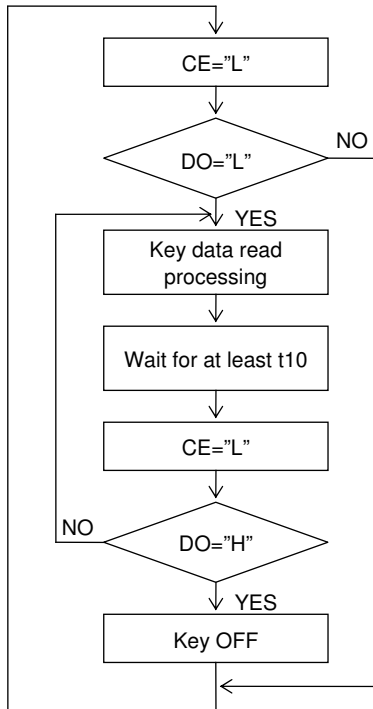 CE=”L”
NO
DO=”L”
YES
Key data read
processing
Wait for at least t10
CE=”L”
NO
DO=”H”
YES
Key OFF